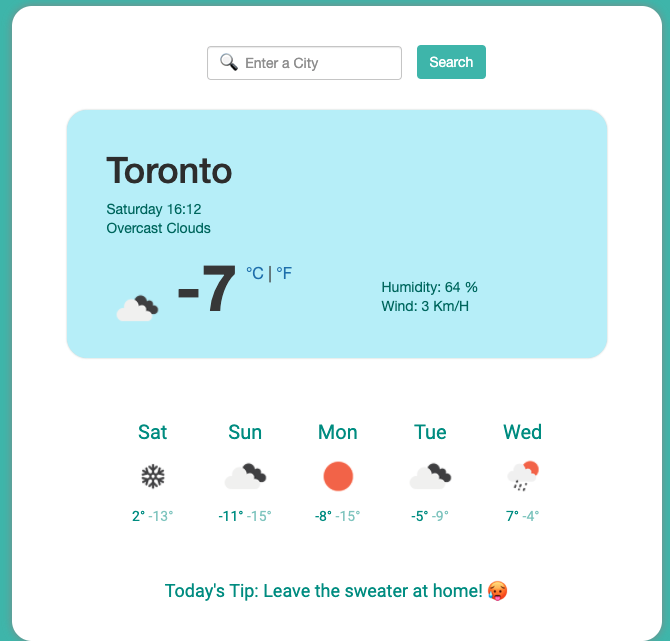 Enter a City
Search
Toronto
Saturday 16:12
Overcast Clouds
-7 °C | °F
Humidity: 64 %
Wind: 3 Km/H
Sat Sun Mon Tue Wed
2° -13° -11° -15° -8° -15° -5° -9° 7° -4°
Today's Tip: Leave the sweater at home! 🥵